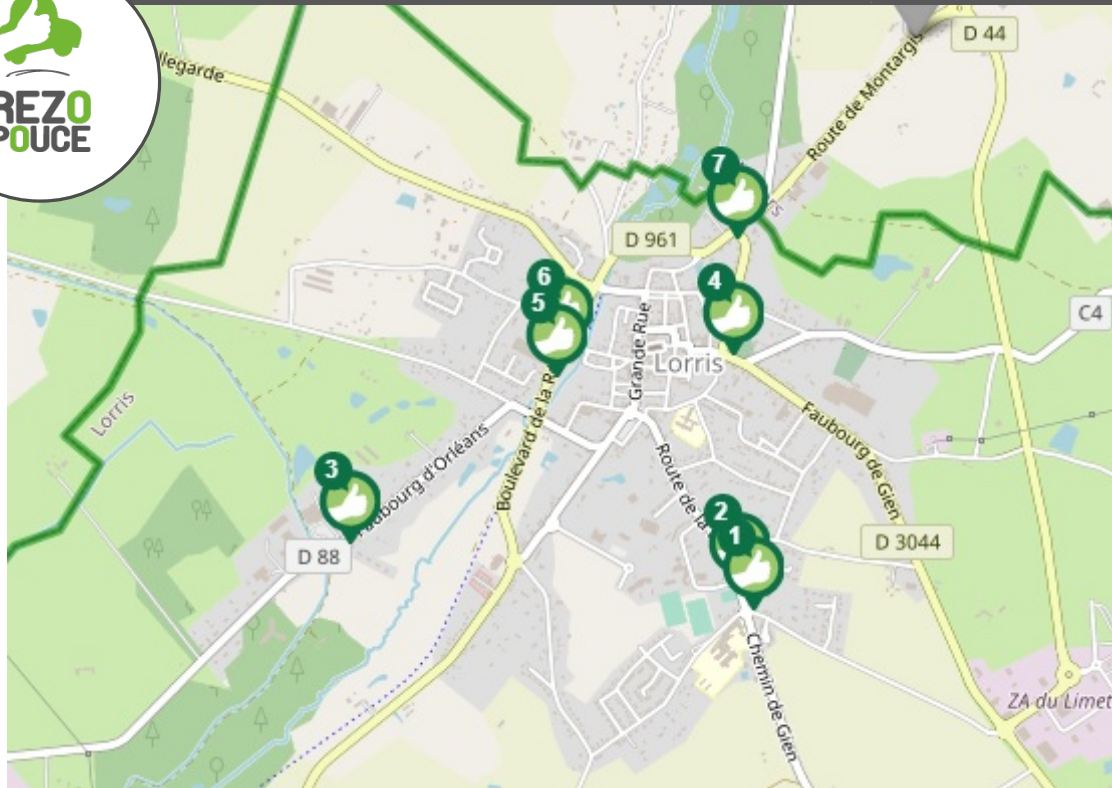 REZO
POUCE
llegarde
D 44
Route de Montargis
7
D 961
6
5
4
C4
Grande Rue
Lorris
Lorris
Faubourg de Gien
Faubourg d'Orléans
Boulevard de la R
Route de la
3
2
1
D 88
D 3044
Chemin de Gien
ZA du Limet